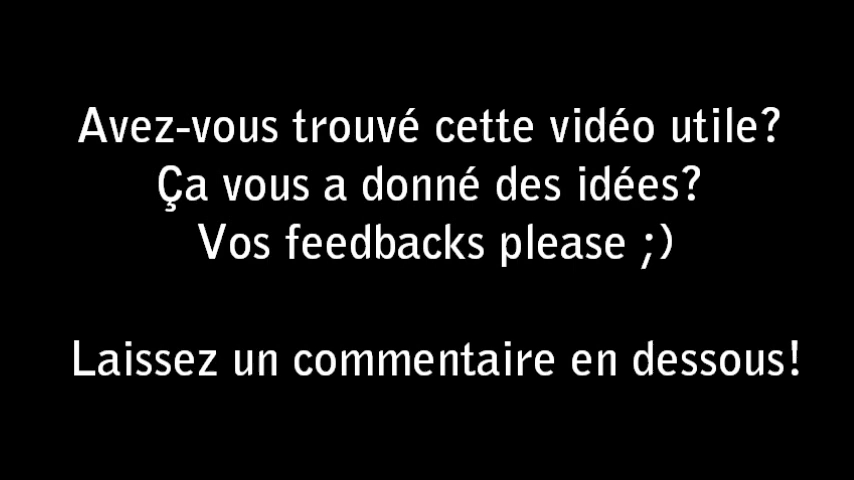 Avez-vous trouvé cette vidéo utile?
Ça vous a donné des idées?
Vos feedbacks please ;)
Laissez un commentaire en dessous!